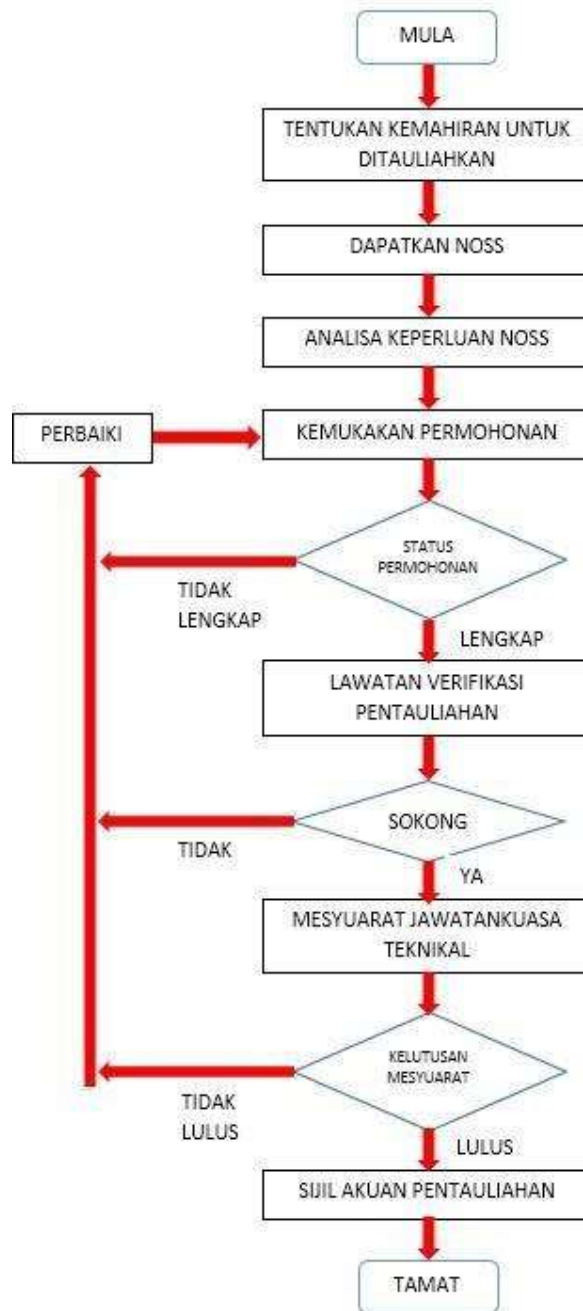 MULA
TENTUKAN KEMAHIRAN UNTUK
DITAULIAHKAN
DAPATKAN NOSS
ANALISA KEPERLUAN NOSS
PERBAIKI
KEMUKAKAN PERMOHONAN
STATUS
PERMOHONAN
TIDAK
LENGKAP
LENGKAP
LAWATAN VERIFIKASI
PENTAULIAHAN
SOKONG
TIDAK
YA
MESYUARAT JAWATANKUASA
TEKNIKAL
KELUTUSAN
MESYUARAT
TIDAK
LULUS
LULUS
SIJIL AKUAN PENTAULIAHAN
TAMAT